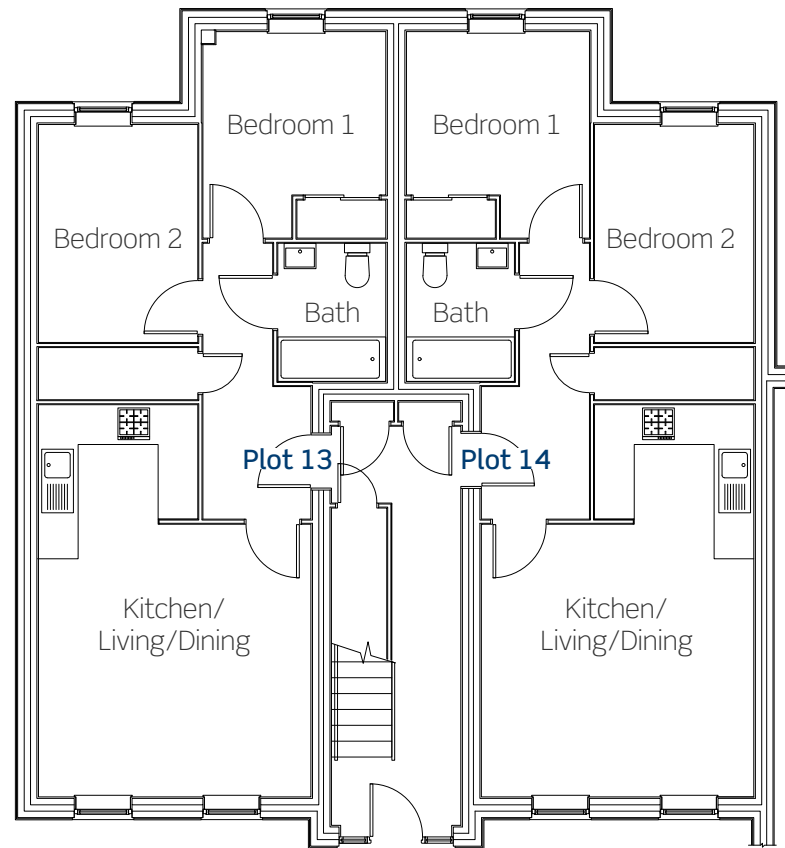 Bedroom 1
Bedroom 1
Bedroom 2
Bedroom 2
Bath
Bath
Plot 13
Plot 14
Kitchen/
Living/Dining
Kitchen/
Living/Dining